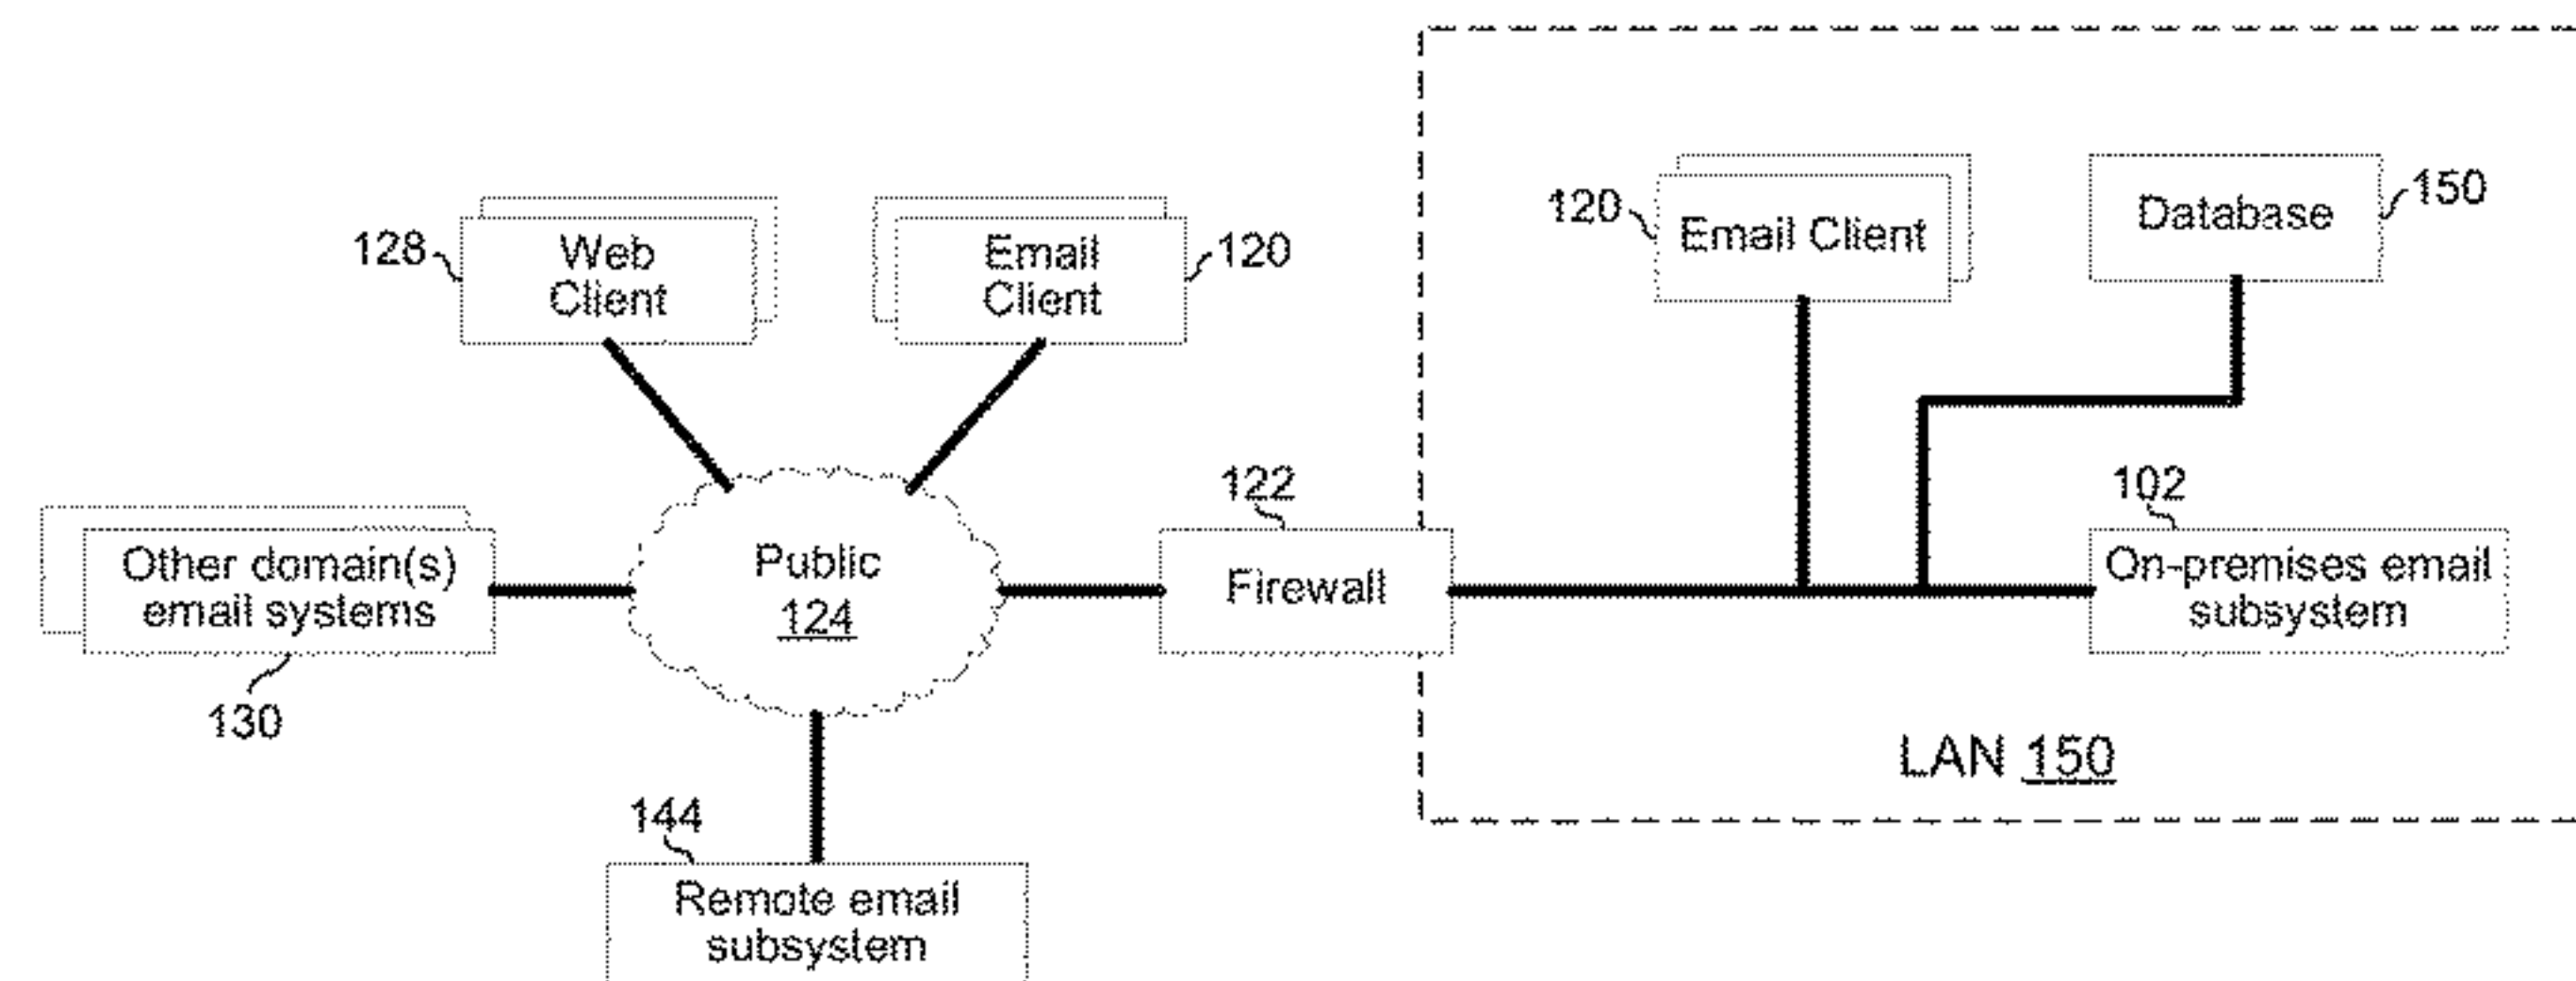 128
Web
Client
Email
Client
120
120
Email Client
Database
150
Other domain(s)
email systems
130
Public
124
122
Firewall
102
On-premises email
subsystem
LAN 150
144
Remote email
subsystem